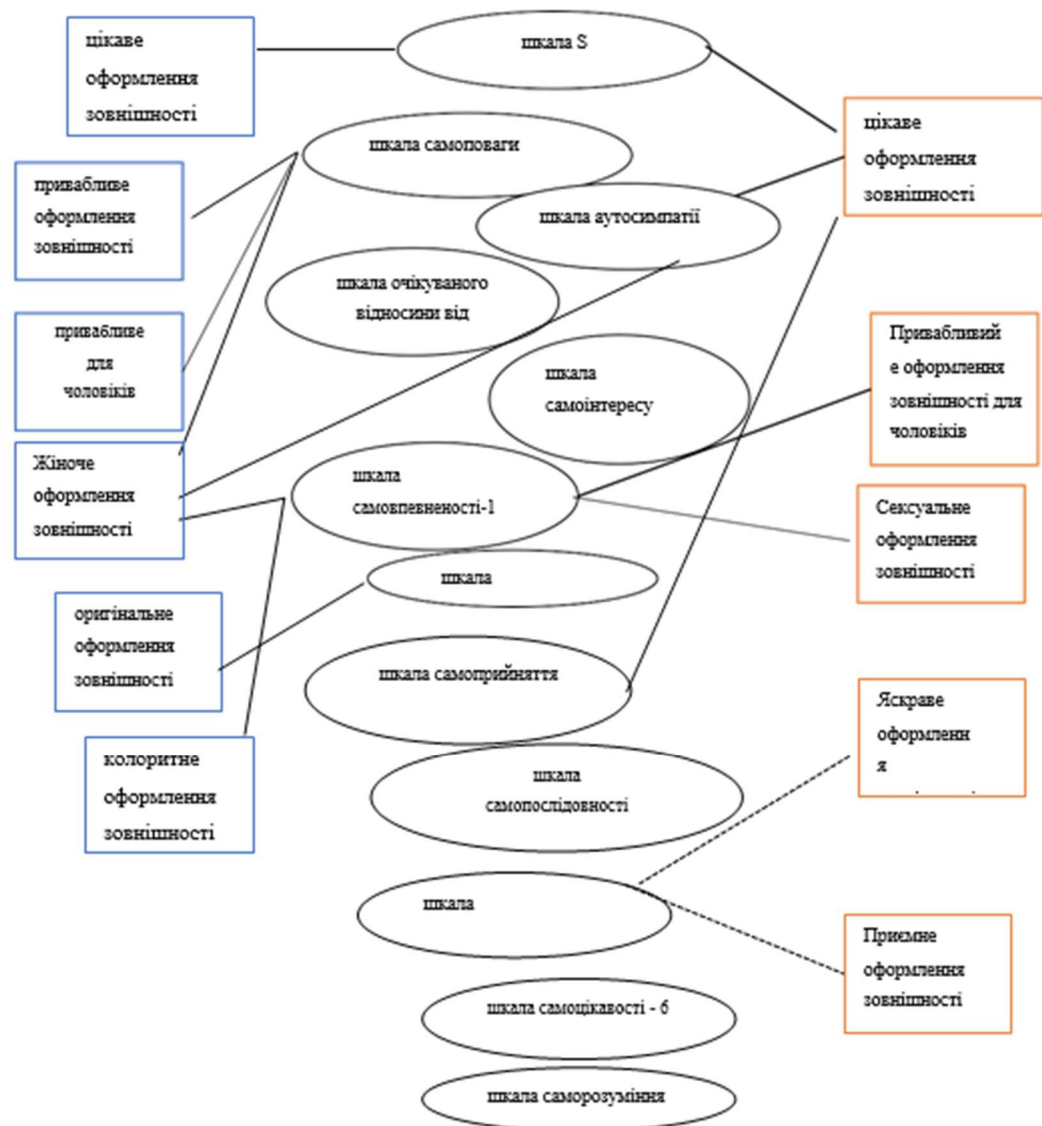 цікаве
оформлення
зовнішності
шкала S
цікаве
оформлення
зовнішності
шкала самоповаги
привабливе
оформлення
зовнішності
шкала аутосимпатії
шкала очікуваного
відносини від
привабливе
для
чоловіків
Привабливий
е оформлення
зовнішності для
чоловіків
шкала
самоінтересу
Жіноче
оформлення
зовнішності
шкала
самовпевненості-1
Сексуальне
оформлення
зовнішності
шкала
оригінальне
оформлення
зовнішності
шкала самоприйняття
Яскраве
оформленн
я
колоритне
оформлення
зовнішності
шкала
самопослідовності
шкала
Приємне
оформлення
зовнішності
шкала самоцікавості - 6
шкала саморозуміння